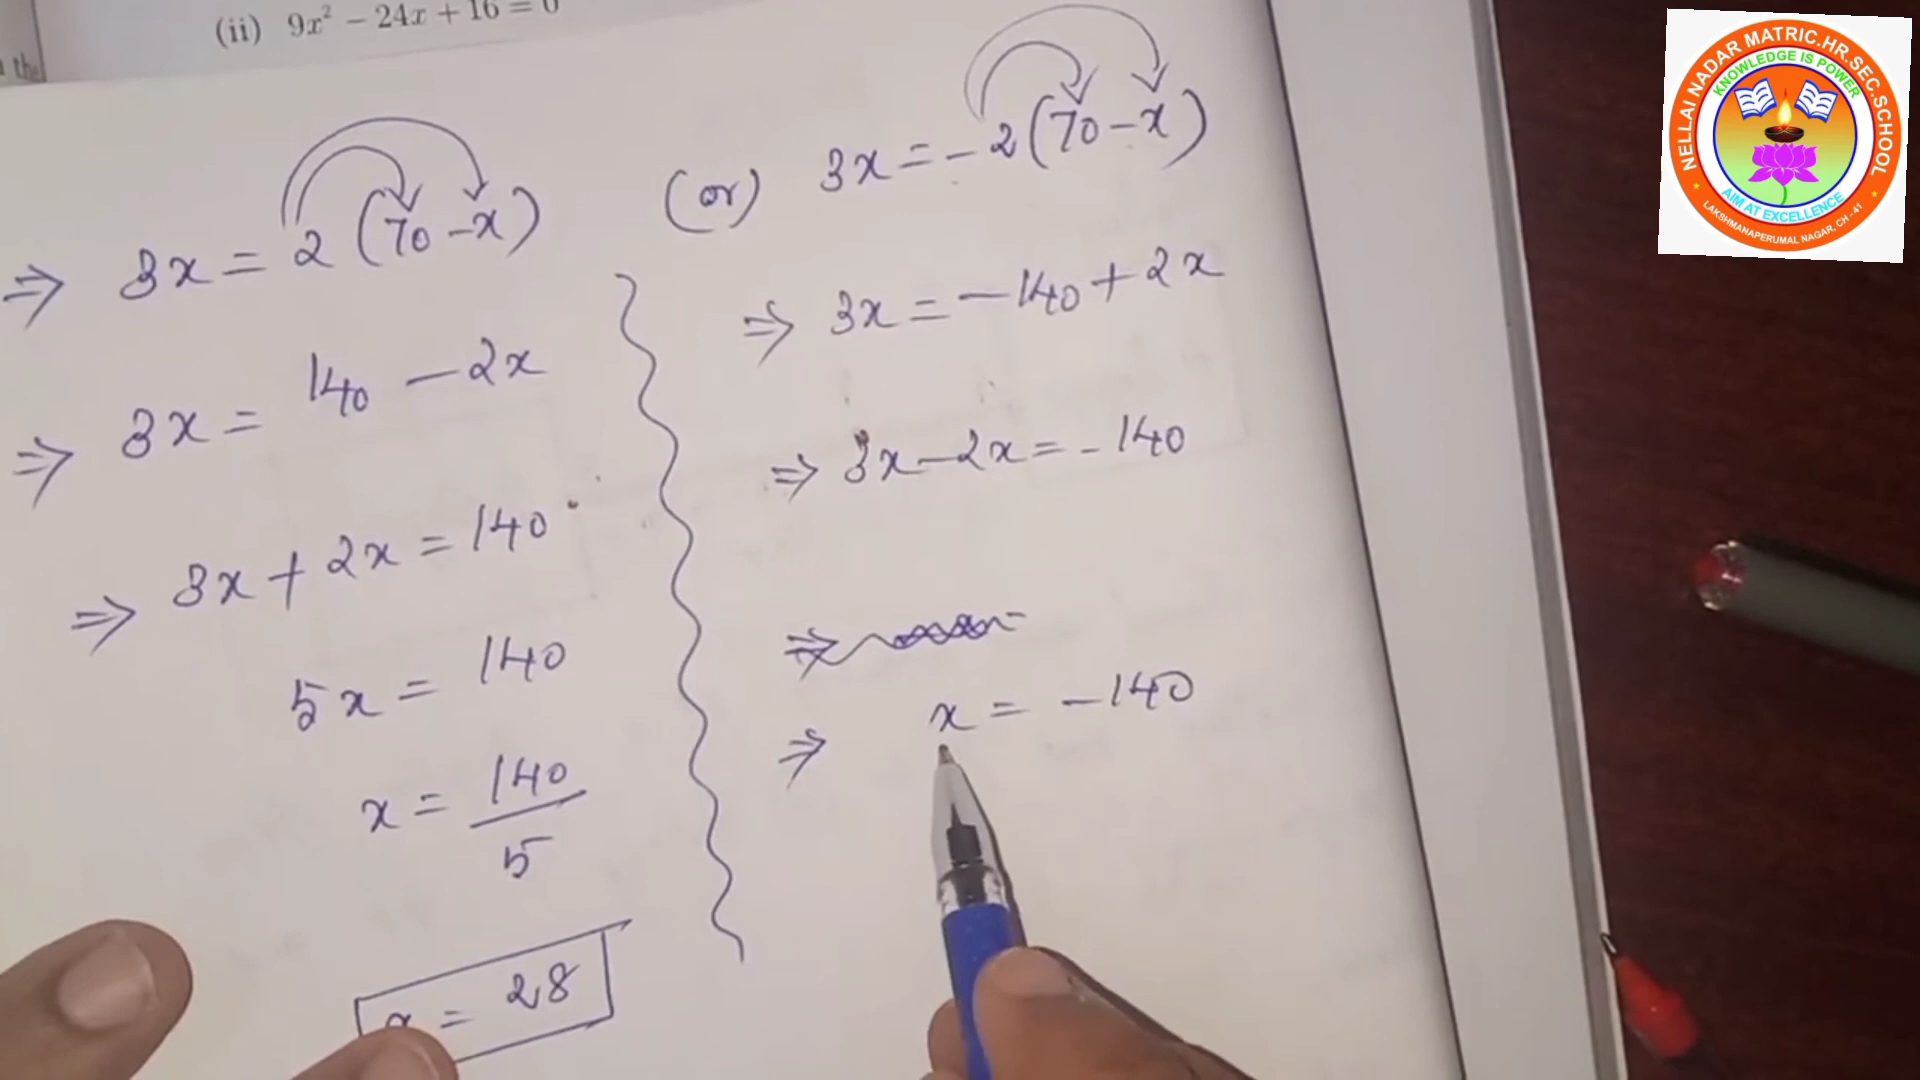 (ii) 9x² − 24x + 16 = 0
the
⇒ 3x = 2 (70 − x)
⇒ 3x = 140 − 2x
⇒ 3x + 2x = 140
5x = 140
x = 140/5
x = 28
(or) 3x = − 2 (70 − x)
⇒ 3x = − 140 + 2x
⇒ 3x − 2x = − 140
⇒
⇒ x = − 140
NELLAI NADAR MATRIC.HR.SEC.SCHOOL
KNOWLEDGE IS POWER
AIM AT EXCELLENCE
LAKSHMANAPERUMAL NAGAR, CH - 41